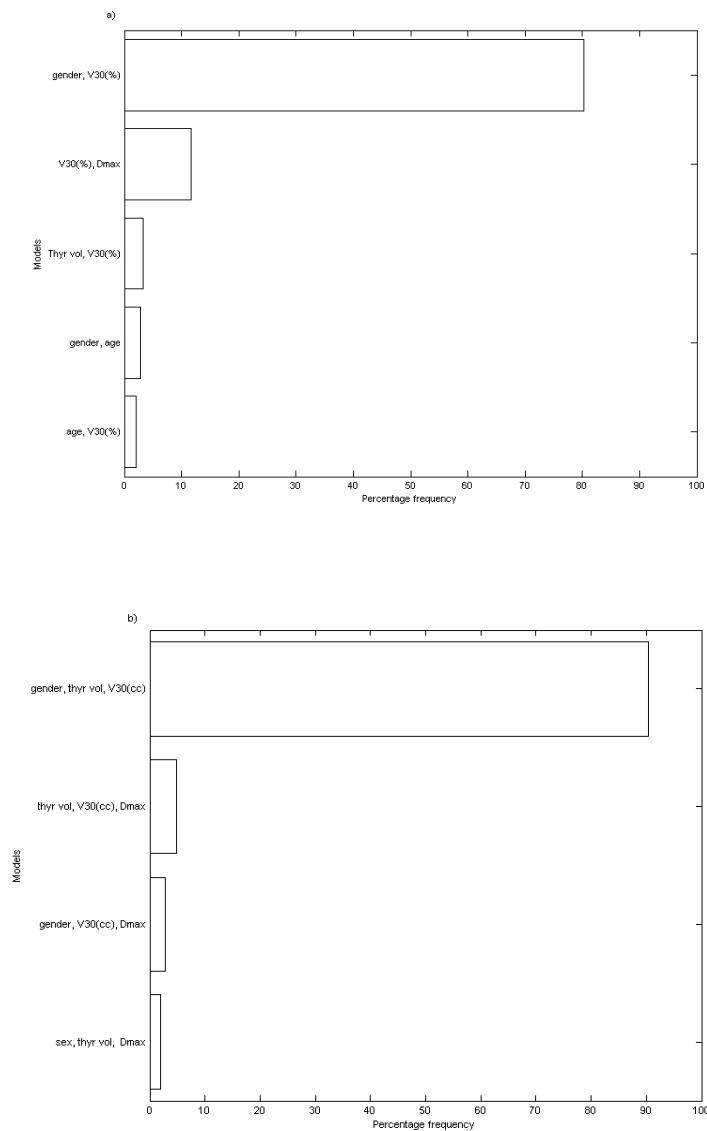 a)
gender, V30(%)
V30(%), Dmax
Thyr vol, V30(%)
gender, age
age, V30(%)
Models
0 10 20 30 40 50 60 70 80 90 100
Percentage frequency
b)
gender, thyr vol, V30(cc)
thyr vol, V30(cc), Dmax
gender, V30(cc), Dmax
sex, thyr vol, Dmax
Models
0 10 20 30 40 50 60 70 80 90 100
Percentage frequency